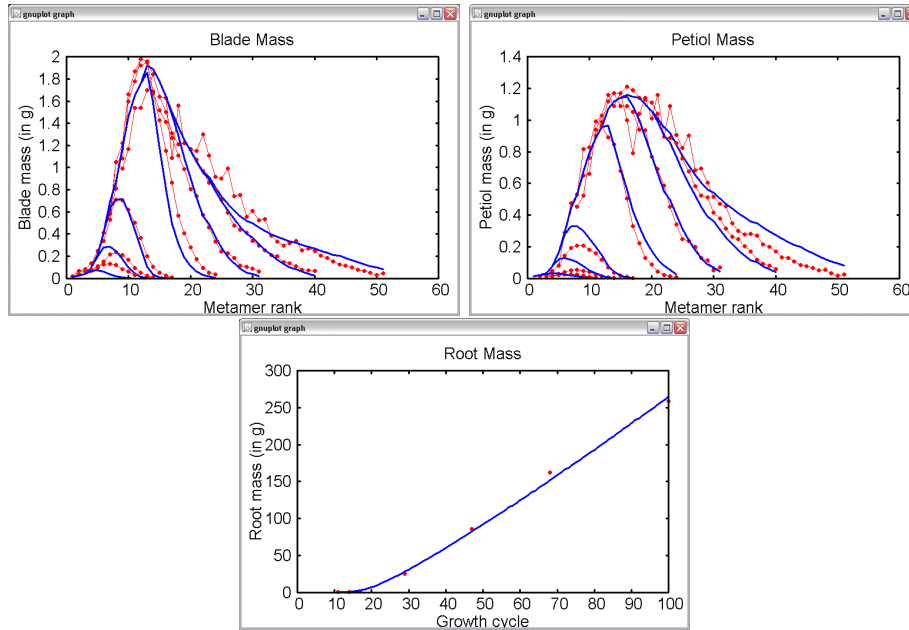 gnuplot graph
Blade Mass
Blade mass (in g)
2
1.8
1.6
1.4
1.2
1
0.8
0.6
0.4
0.2
0
0 10 20 30 40 50 60
Metamer rank
gnuplot graph
Petiol Mass
Petiol mass (in g)
1.4
1.2
1
0.8
0.6
0.4
0.2
0
0 10 20 30 40 50 60
Metamer rank
gnuplot graph
Root Mass
Root mass (in g)
300
250
200
150
100
50
0
0 10 20 30 40 50 60 70 80 90 100
Growth cycle